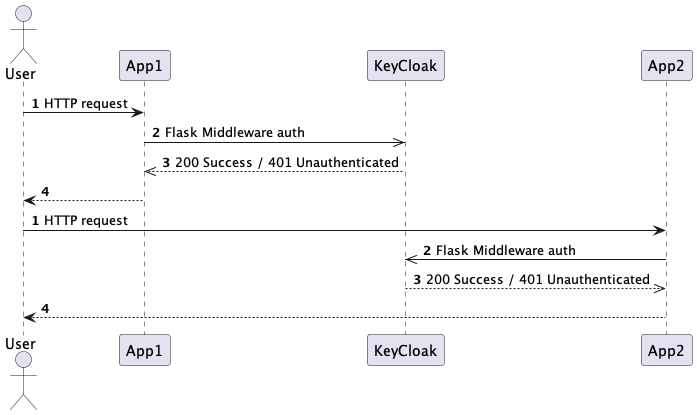 User
App1
KeyCloak
App2
1 HTTP request
2 Flask Middleware auth
3 200 Success / 401 Unauthenticated
4
1 HTTP request
2 Flask Middleware auth
3 200 Success / 401 Unauthenticated
4
User
App1
KeyCloak
App2